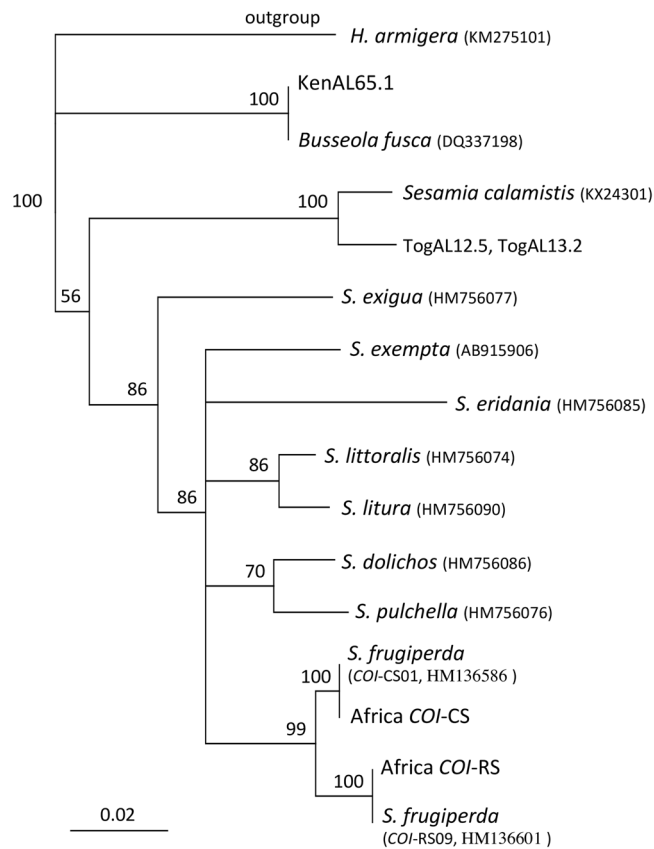 outgroup
H. armigera (KM275101)
KenAL65.1
100
Busseola fusca (DQ337198)
100
Sesamia calamistis (KX24301)
100
TogAL12.5, TogAL13.2
56
S. exigua (HM756077)
S. exempta (AB915906)
86
S. eridania (HM756085)
S. littoralis (HM756074)
86
86
S. litura (HM756090)
S. dolichos (HM756086)
70
S. pulchella (HM756076)
S. frugiperda
(COI-CS01, HM136586 )
100
Africa COI-CS
99
Africa COI-RS
100
S. frugiperda
(COI-RS09, HM136601 )
0.02